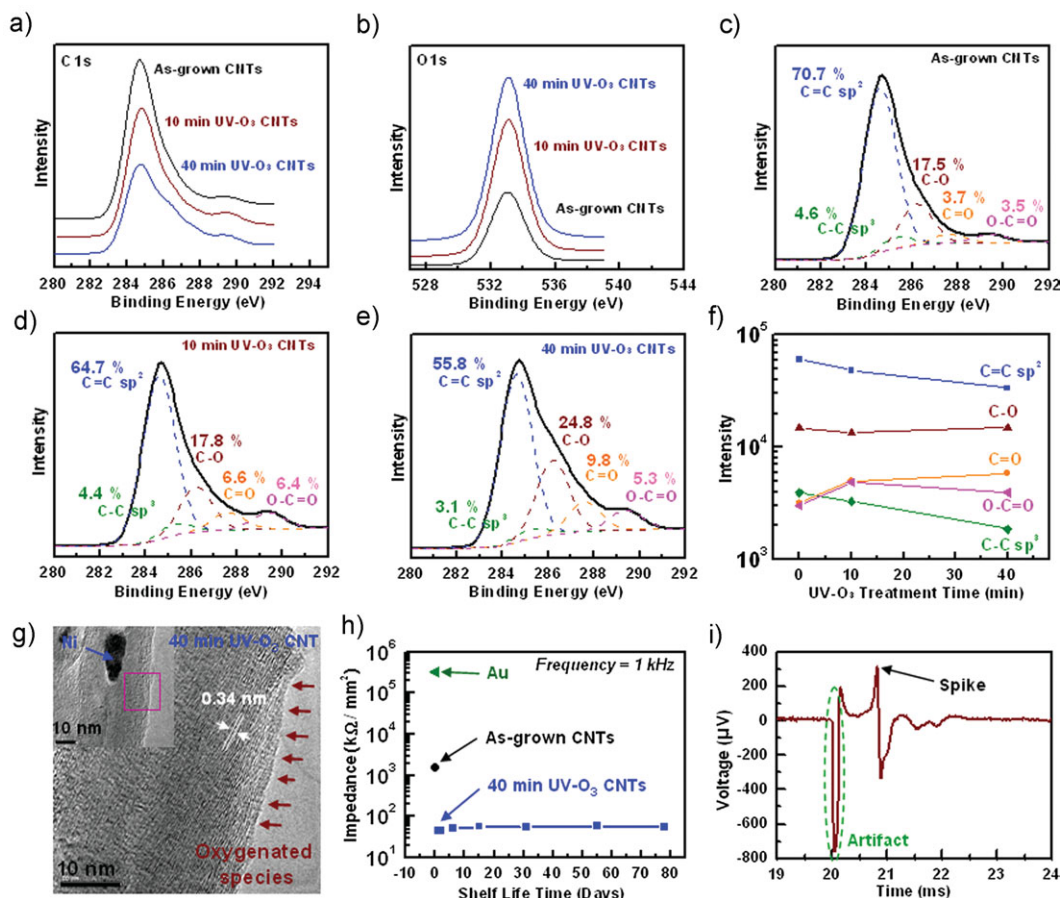 a)
C 1s
As-grown CNTs
10 min UV-O₃ CNTs
40 min UV-O₃ CNTs
Intensity
280 282 284 286 288 290 292 294
Binding Energy (eV)
b)
O1s
40 min UV-O₃ CNTs
10 min UV-O₃ CNTs
As-grown CNTs
Intensity
528 532 536 540 544
Binding Energy (eV)
c)
As-grown CNTs
70.7 %
C=C sp²
17.5 %
C-O
3.7 %
C=O
3.5 %
O-C=O
4.6 %
C-C sp³
Intensity
280 282 284 286 288 290 292
Binding Energy (eV)
d)
10 min UV-O₃ CNTs
64.7 %
C=C sp²
17.8 %
C-O
6.6 %
C=O
6.4 %
O-C=O
4.4 %
C-C sp³
Intensity
280 282 284 286 288 290 292
Binding Energy (eV)
e)
40 min UV-O₃ CNTs
55.8 %
C=C sp²
24.8 %
C-O
9.8 %
C=O
5.3 %
O-C=O
3.1 %
C-C sp³
Intensity
280 282 284 286 288 290 292
Binding Energy (eV)
f)
10⁵
10⁴
10³
C=C sp²
C-O
C=O
O-C=O
C-C sp³
Intensity
0 10 20 30 40
UV-O₃ Treatment Time (min)
g)
Ni
40 min UV-O₃ CNT
0.34 nm
10 nm
10 nm
Oxygenated
species
h)
Frequency = 1 kHz
Au
As-grown CNTs
40 min UV-O₃ CNTs
Impedance (kΩ/ mm²)
10⁶
10⁵
10⁴
10³
10²
10¹
-10 0 10 20 30 40 50 60 70 80
Shelf Life Time (Days)
i)
Spike
Artifact
Voltage (µV)
400
200
0
-200
-400
-600
-800
19 20 21 22 23 24
Time (ms)